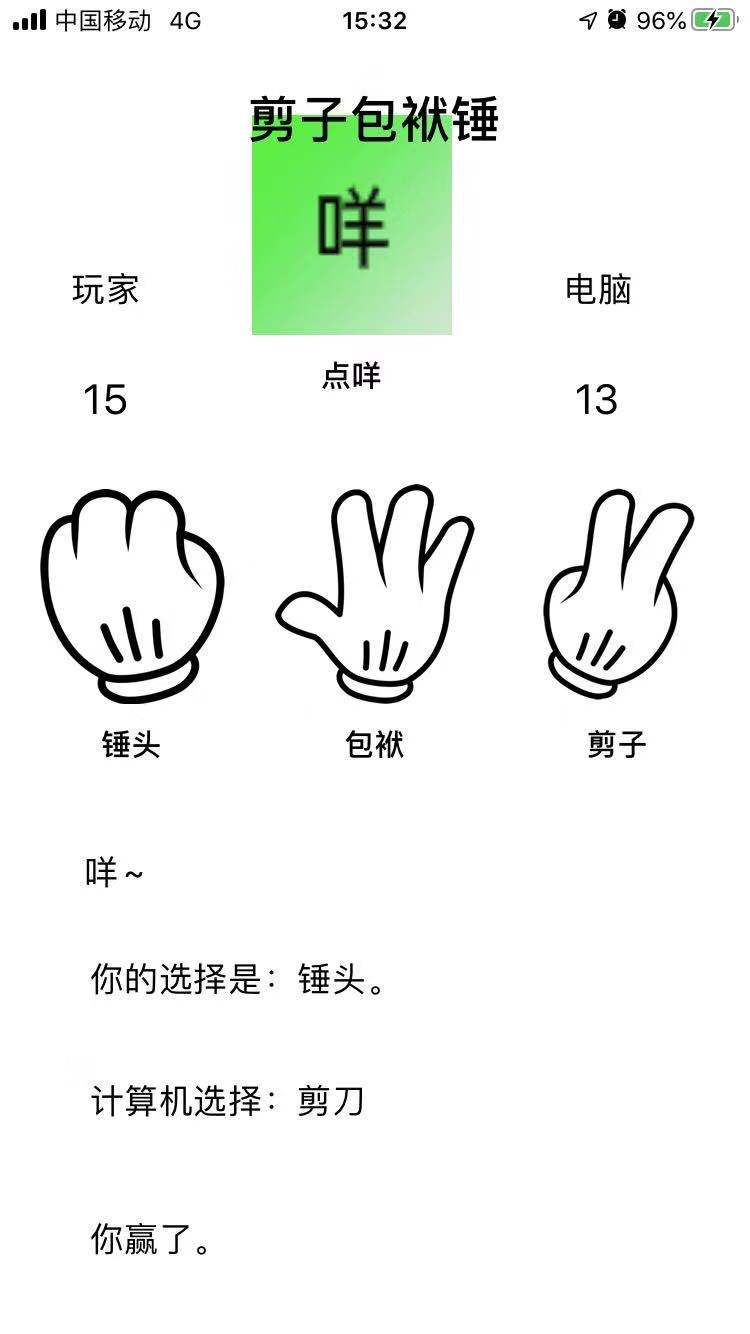 中国移动 4G 15:32 96%
剪子包袱锤
咩
玩家 电脑
点咩
15 13
锤头 包袱 剪子
咩~
你的选择是：锤头。
计算机选择：剪刀
你赢了。